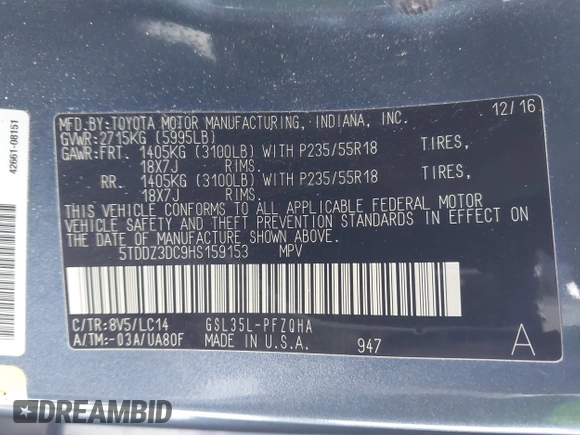 42661-08151
MFD.BY:TOYOTA MOTOR MANUFACTURING, INDIANA, INC. 12/16
GVWR:2715KG (5995LB)
GAWR:FRT. 1405KG (3100LB) WITH P235/55R18 TIRES,
18X7J RIMS.
RR. 1405KG (3100LB) WITH P235/55R18 TIRES,
18X7J RIMS.
THIS VEHICLE CONFORMS TO ALL APPLICABLE FEDERAL MOTOR
VEHICLE SAFETY AND THEFT PREVENTION STANDARDS IN EFFECT ON
THE DATE OF MANUFACTURE SHOWN ABOVE.
5TDDZ3DC9HS159153 MPV
C/TR:8V5/LC14 GSL35L-PFZQHA
A/TM:-03A/UA80F MADE IN U.S.A. 947 A
DREAMBID